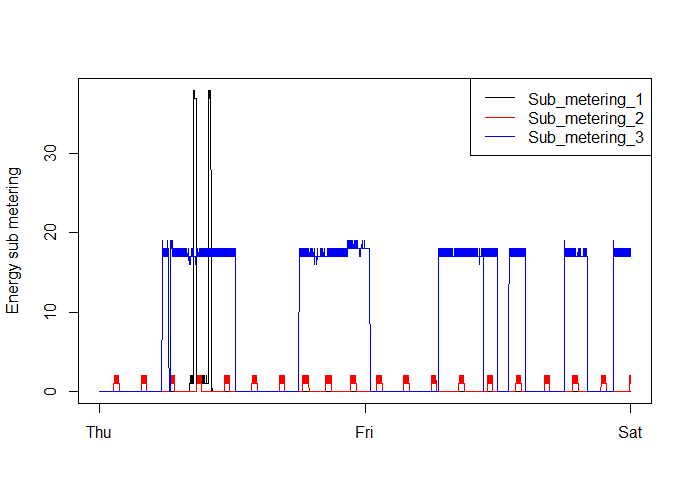 Sub_metering_1
Sub_metering_2
Sub_metering_3
Energy sub metering
30
20
10
0
Thu Fri Sat